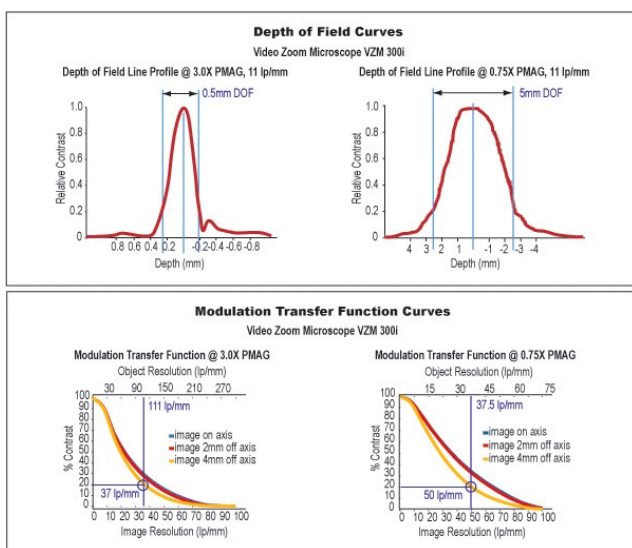 Depth of Field Curves
Video Zoom Microscope VZM 300i
Depth of Field Line Profile @ 3.0X PMAG, 11 lp/mm
0.5mm DOF
1.0
0.8
0.6
0.4
0.2
0
Relative Contrast
0.8 0.6 0.4 0.2 -0.2 -0.4 -0.6 -0.8
Depth (mm)
Depth of Field Line Profile @ 0.75X PMAG, 11 lp/mm
5mm DOF
1.0
0.8
0.6
0.4
0.2
0
Relative Contrast
4 3 2 1 -1 -2 -3 -4
Depth (mm)
Modulation Transfer Function Curves
Video Zoom Microscope VZM 300i
Modulation Transfer Function @ 3.0X PMAG
Object Resolution (lp/mm)
30 60 90 120 150 180 210 240 270 300
111 lp/mm
100
90
80
70
60
50
40
30
20
10
0
% Contrast
image on axis
image 2mm off axis
image 4mm off axis
37 lp/mm
0 10 20 30 40 50 60 70 80 90 100
Image Resolution (lp/mm)
Modulation Transfer Function @ 0.75X PMAG
Object Resolution (lp/mm)
15 30 45 60 70 75
37.5 lp/mm
100
90
80
70
60
50
40
30
20
10
0
% Contrast
image on axis
image 2mm off axis
image 4mm off axis
50 lp/mm
0 10 20 30 40 50 60 70 80 90 100
Image Resolution (lp/mm)